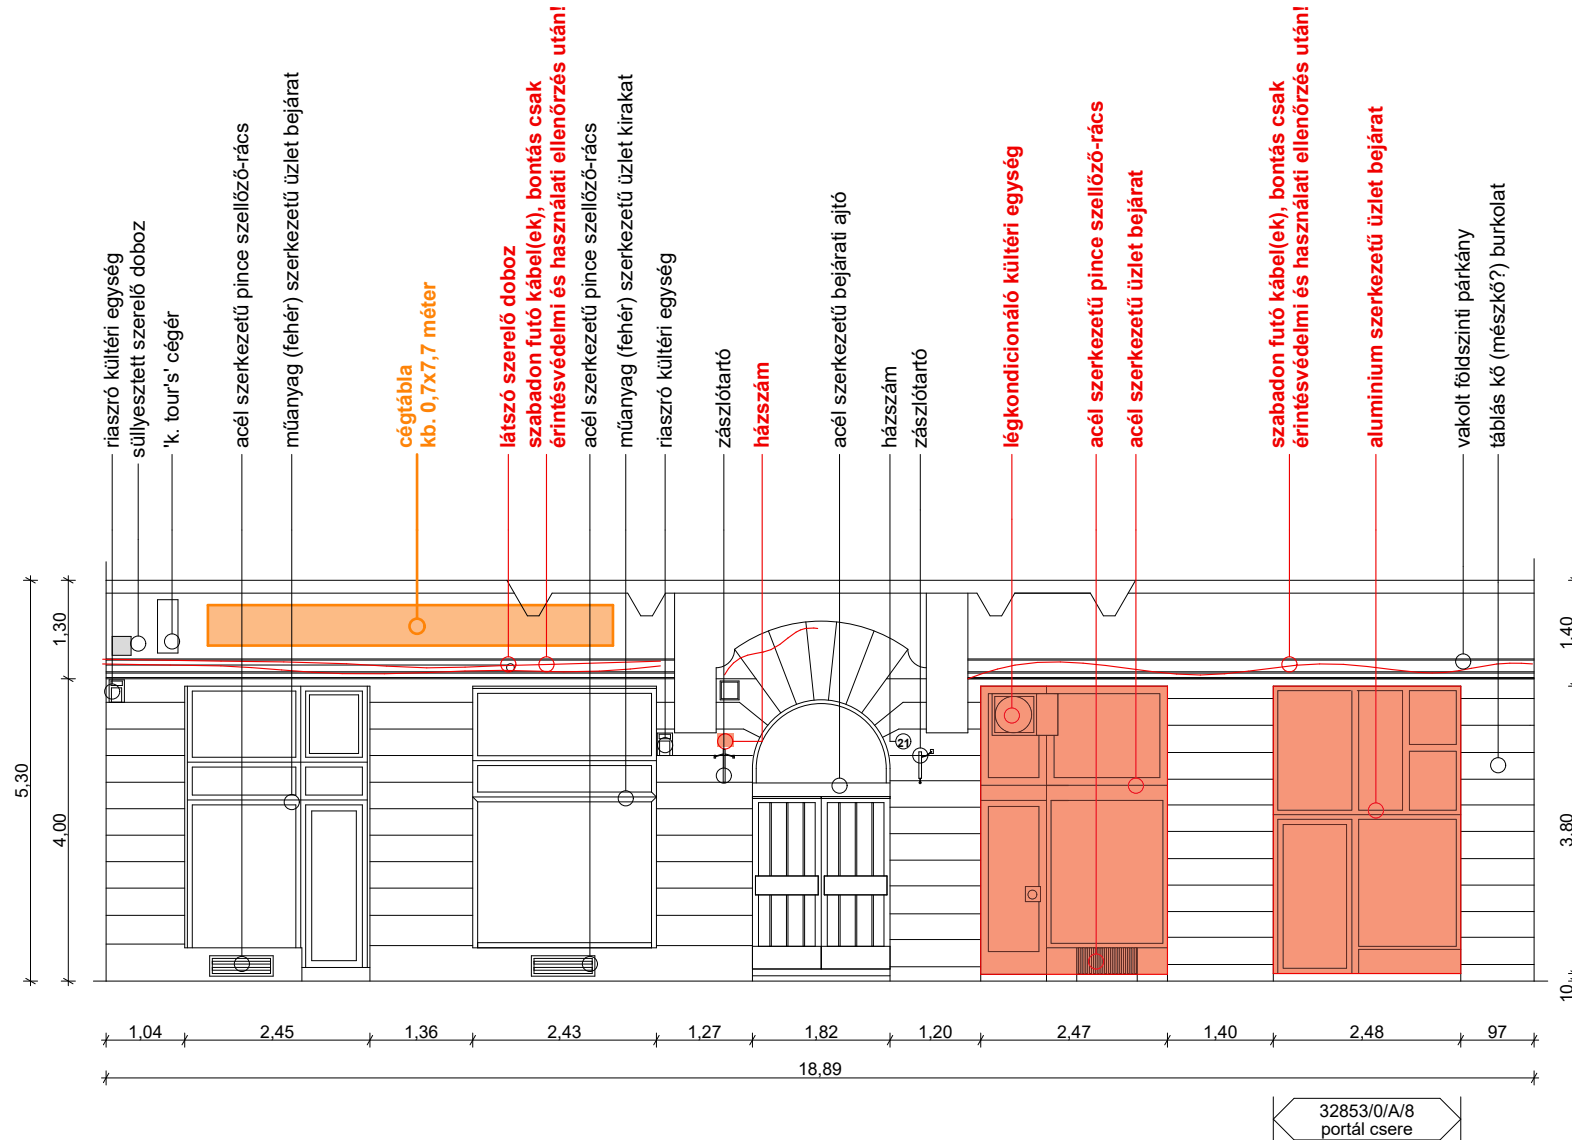 riaszró kültéri egység
süllyesztett szerelő doboz
'k. tour's' cégér
acél szerkezetű pince szellőző-rács
műanyag (fehér) szerkezetű üzlet bejárat
cégtábla
kb. 0,7x7,7 méter
látszó szerelő doboz
szabadon futó kábel(ek), bontás csak
érintésvédelmi és használati ellenőrzés után!
acél szerkezetű pince szellőző-rács
műanyag (fehér) szerkezetű üzlet kirakat
riaszró kültéri egység
zászlótartó
házszám
acél szerkezetű bejárati ajtó
házszám
zászlótartó
légkondicionáló kültéri egység
acél szerkezetű pince szellőző-rács
acél szerkezetű üzlet bejárat
szabadon futó kábel(ek), bontás csak
érintésvédelmi és használati ellenőrzés után!
aluminium szerkezetű üzlet bejárat
vakolt földszinti párkány
táblás kő (mészkő?) burkolat
5,30
1,30
4,00
21
1,40
3,80
10
1,04
2,45
1,36
2,43
1,27
1,82
1,20
2,47
1,40
2,48
97
18,89
32853/0/A/8
portál csere